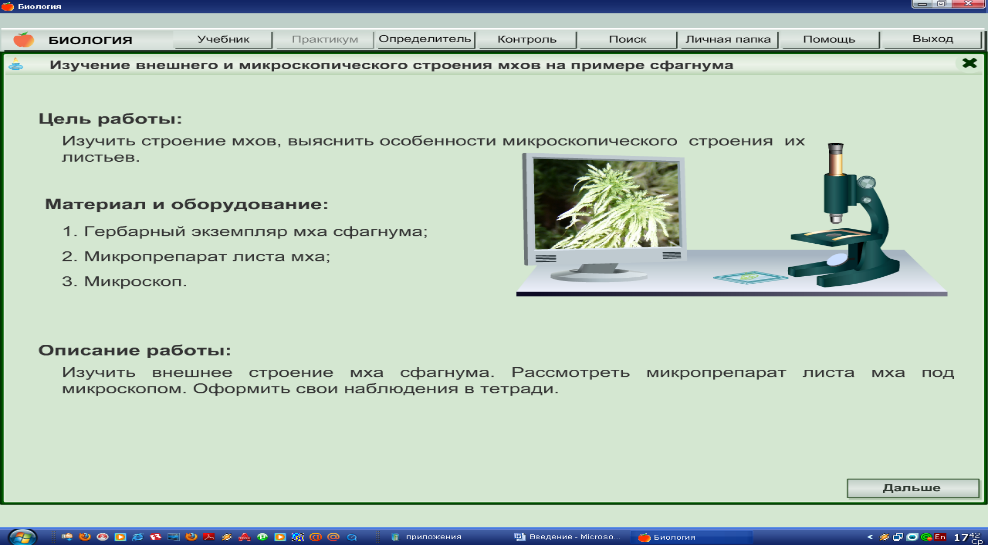 Биология
БИОЛОГИЯ
Учебник
Практикум
Определитель
Контроль
Поиск
Личная папка
Помощь
Выход
Изучение внешнего и микроскопического строения мхов на примере сфагнума
Цель работы:
Изучить строение мхов, выяснить особенности микроскопического строения их
листьев.
Материал и оборудование:
1. Гербарный экземпляр мха сфагнума;
2. Микропрепарат листа мха;
3. Микроскоп.
Описание работы:
Изучить внешнее строение мха сфагнума. Рассмотреть микропрепарат листа мха под
микроскопом. Оформить свои наблюдения в тетради.
Дальше
приложения
Введение - Microso...
Биология
En
17 42
Ср